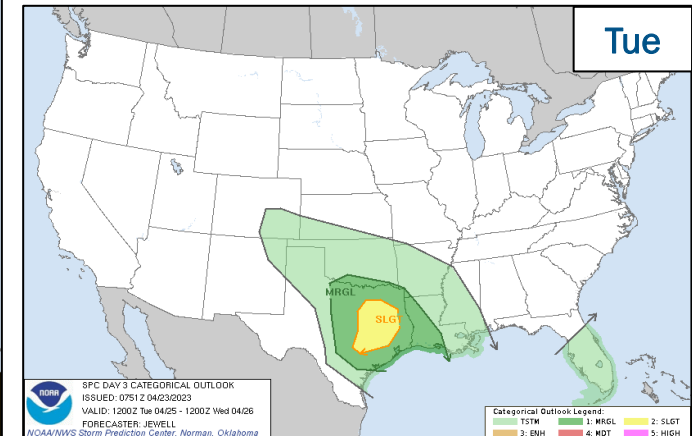 Tue
MRGL
SLG
noaa
SPC DAY 3 CATEGORICAL OUTLOOK
ISSUED: 0751Z 04/23/2023
VALID: 1200Z Tue 04/25 - 1200Z Wed 04/26
FORECASTER: JEWELL
NOAA/NWS Storm Prediction Center, Norman, Oklahoma
Categorical Outlook Legend:
TSTM 1: MRGL 2: SLGT
3: ENH 4: MDT 5: HIGH